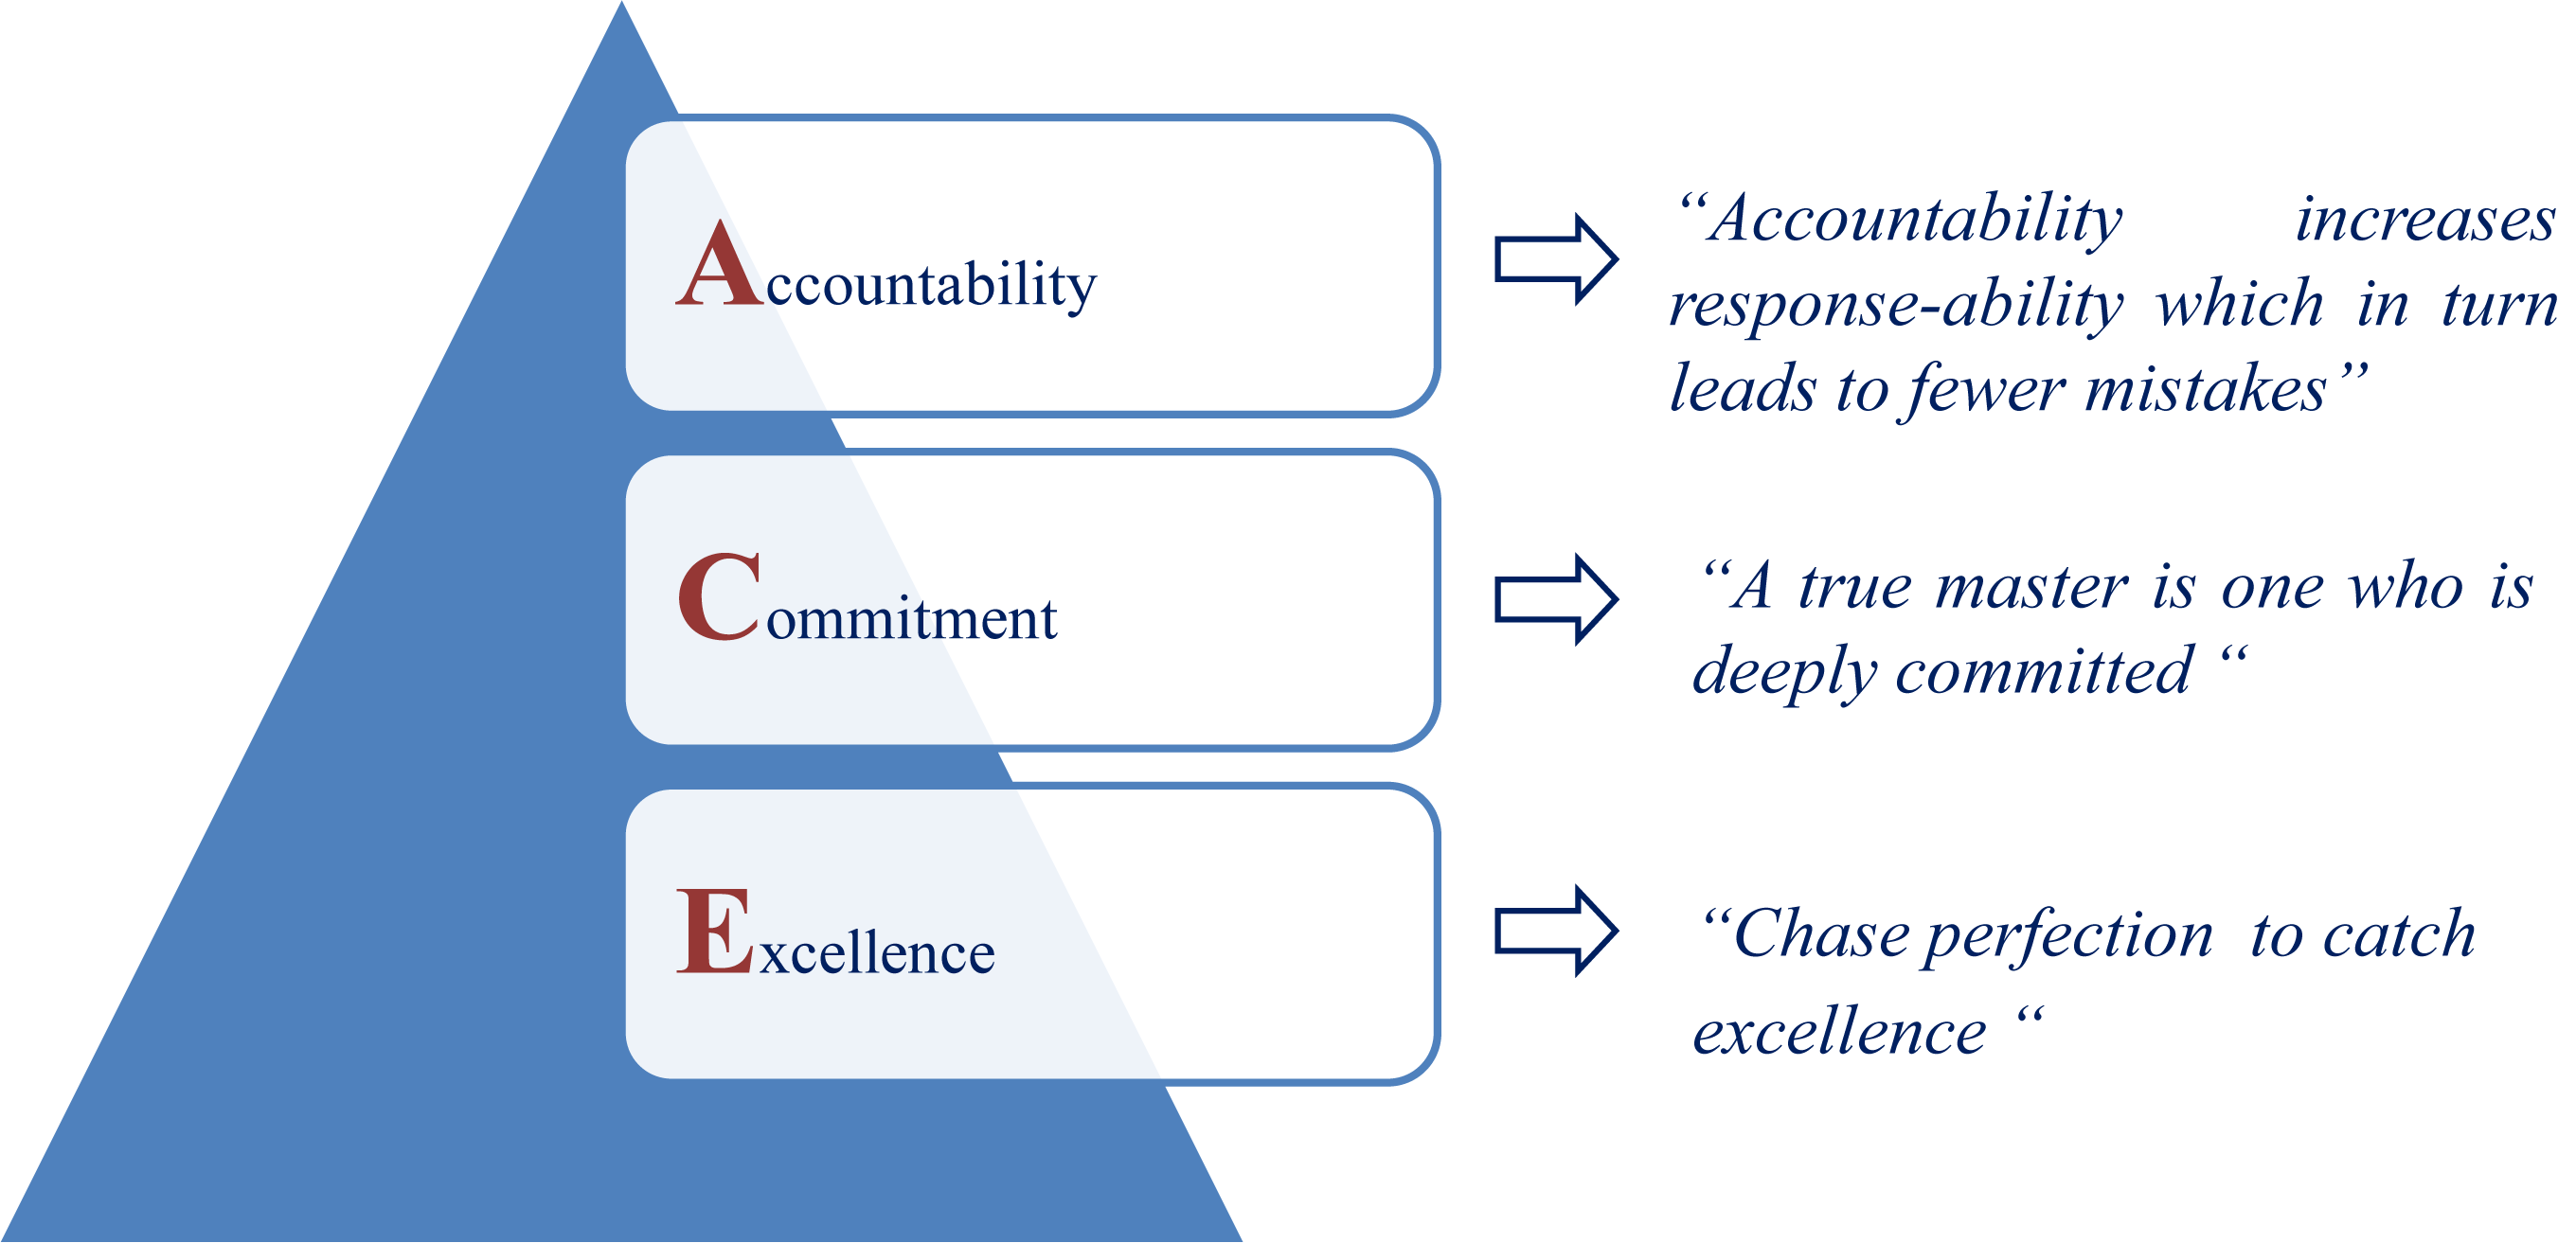 Accountability
“Accountability increases
response-ability which in turn
leads to fewer mistakes”
Commitment
“A true master is one who is
deeply committed “
Excellence
“Chase perfection to catch
excellence “